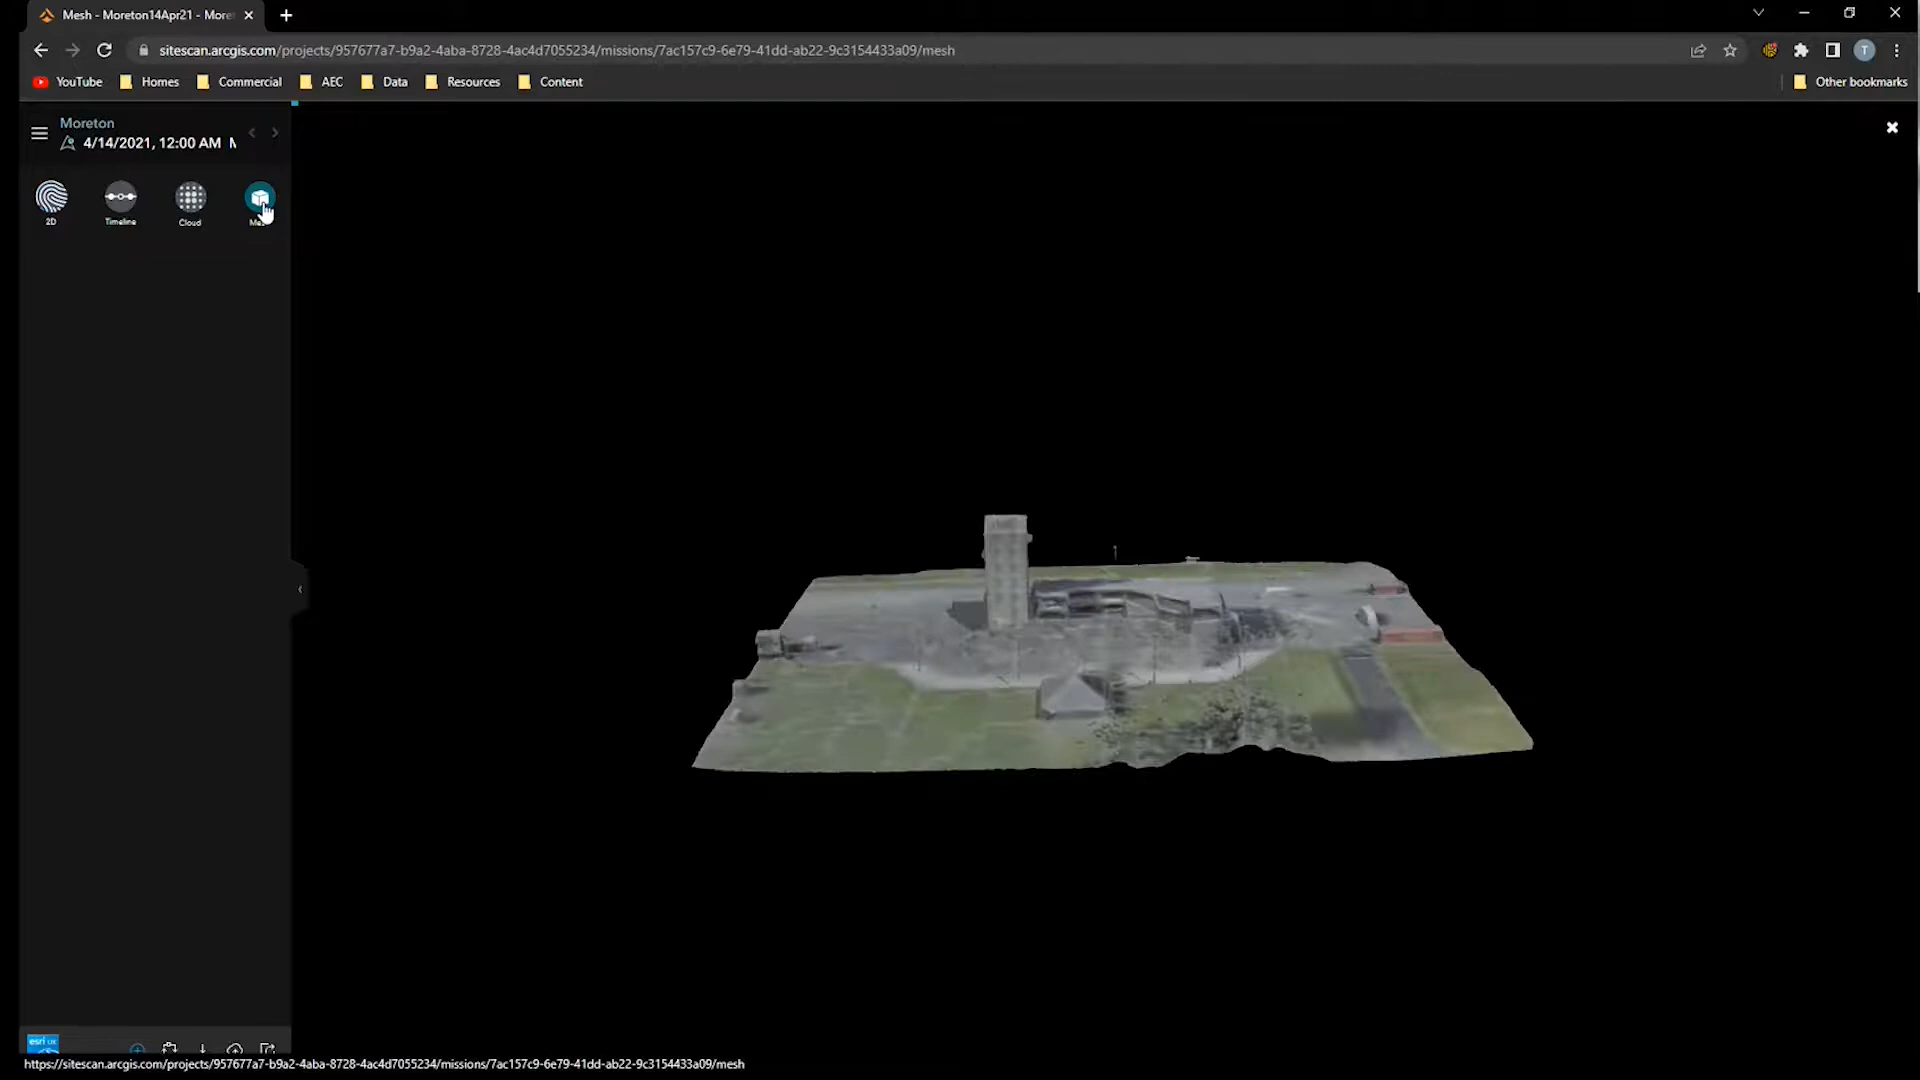 Mesh - Moreton14Apr21 - More
sitescan.arcgis.com/projects/957677a7-b9a2-4aba-8728-4ac4d7055234/missions/7ac157c9-6e79-41dd-ab22-9c3154433a09/mesh
T
YouTube
Homes
Commercial
AEC
Data
Resources
Content
Other bookmarks
Moreton
4/14/2021, 12:00 AM
2D
Timeline
Cloud
esri UK
https://sitescan.arcgis.com/projects/957677a7-b9a2-4aba-8728-4ac4d7055234/missions/7ac157c9-6e79-41dd-ab22-9c3154433a09/mesh